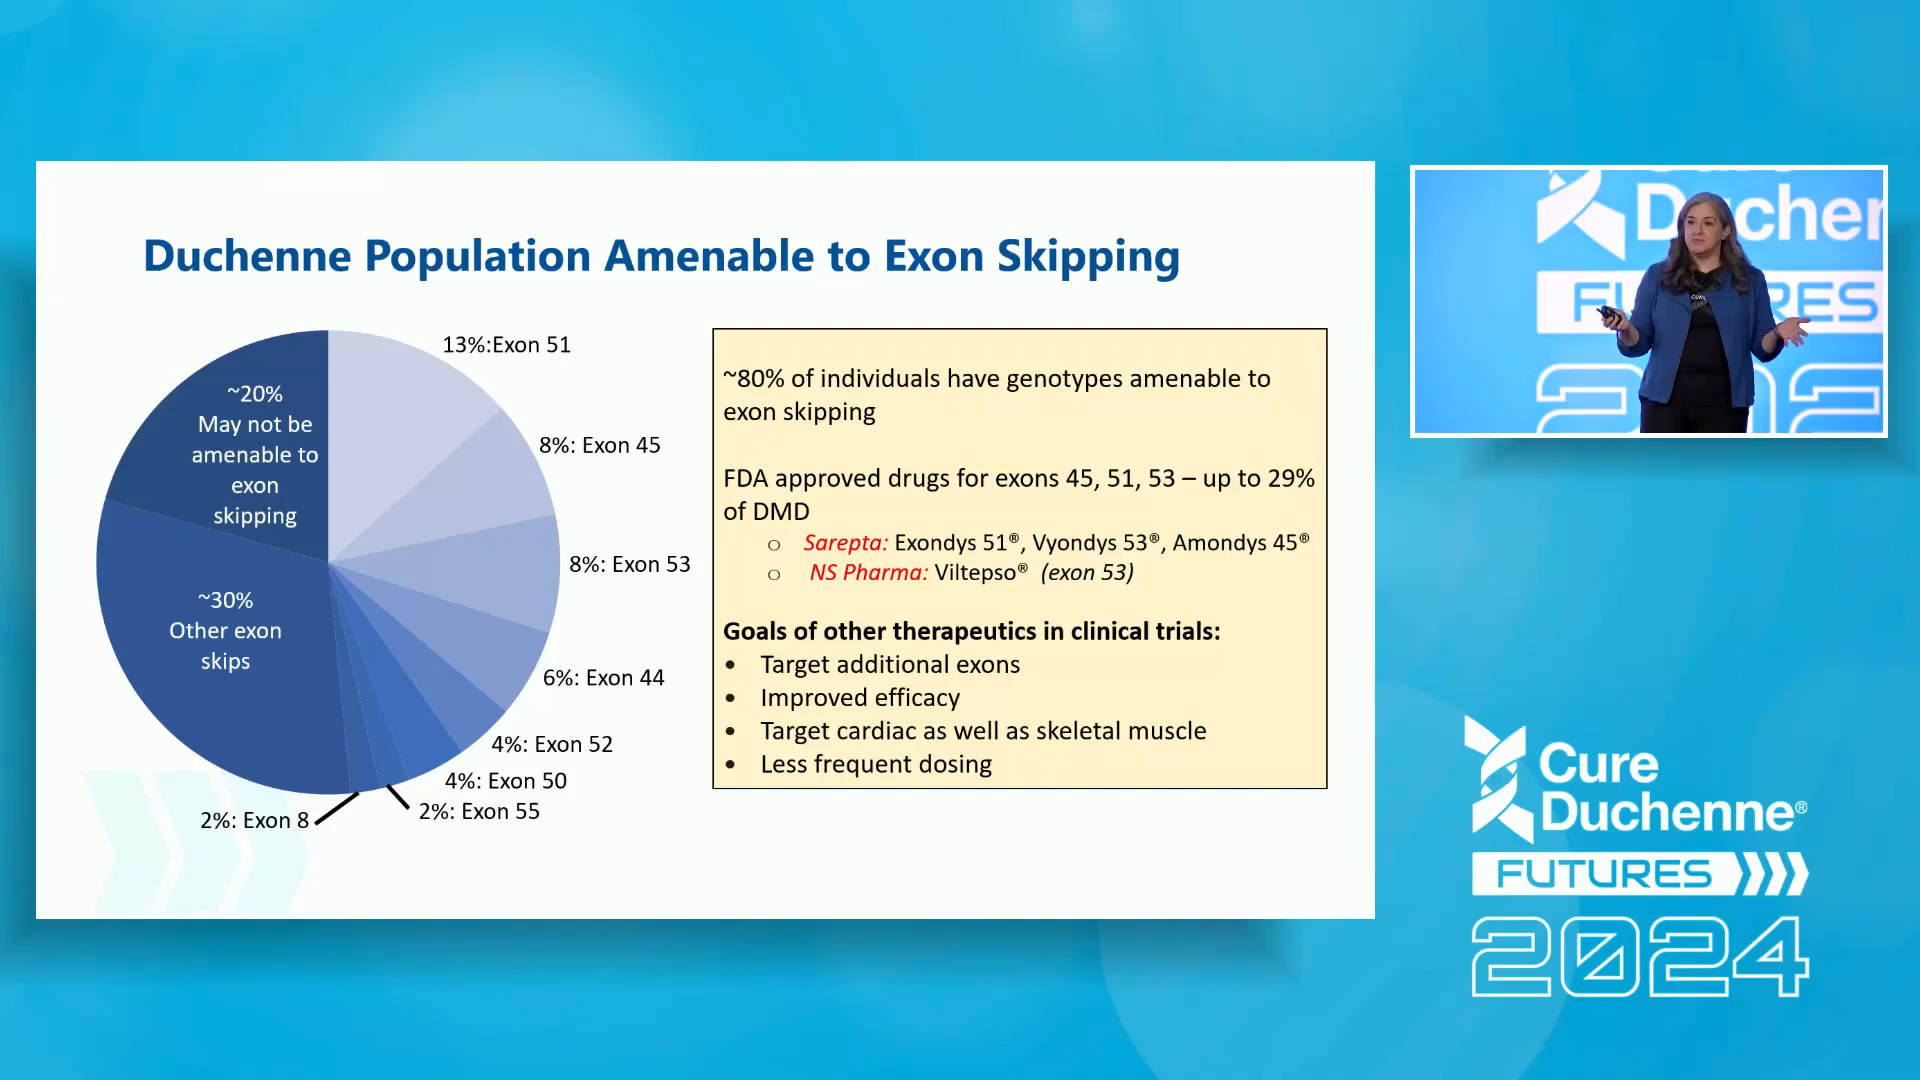 Duchenne Population Amenable to Exon Skipping
13%:Exon 51
8%: Exon 45
8%: Exon 53
6%: Exon 44
4%: Exon 52
4%: Exon 50
2%: Exon 55
2%: Exon 8
~30%
Other exon
skips
~20%
May not be
amenable to
exon
skipping
~80% of individuals have genotypes amenable to
exon skipping
FDA approved drugs for exons 45, 51, 53 – up to 29%
of DMD
o Sarepta: Exondys 51®, Vyondys 53®, Amondys 45®
o NS Pharma: Viltepso® (exon 53)
Goals of other therapeutics in clinical trials:
• Target additional exons
• Improved efficacy
• Target cardiac as well as skeletal muscle
• Less frequent dosing
Cure
Duchenne®
FUTURES
2024